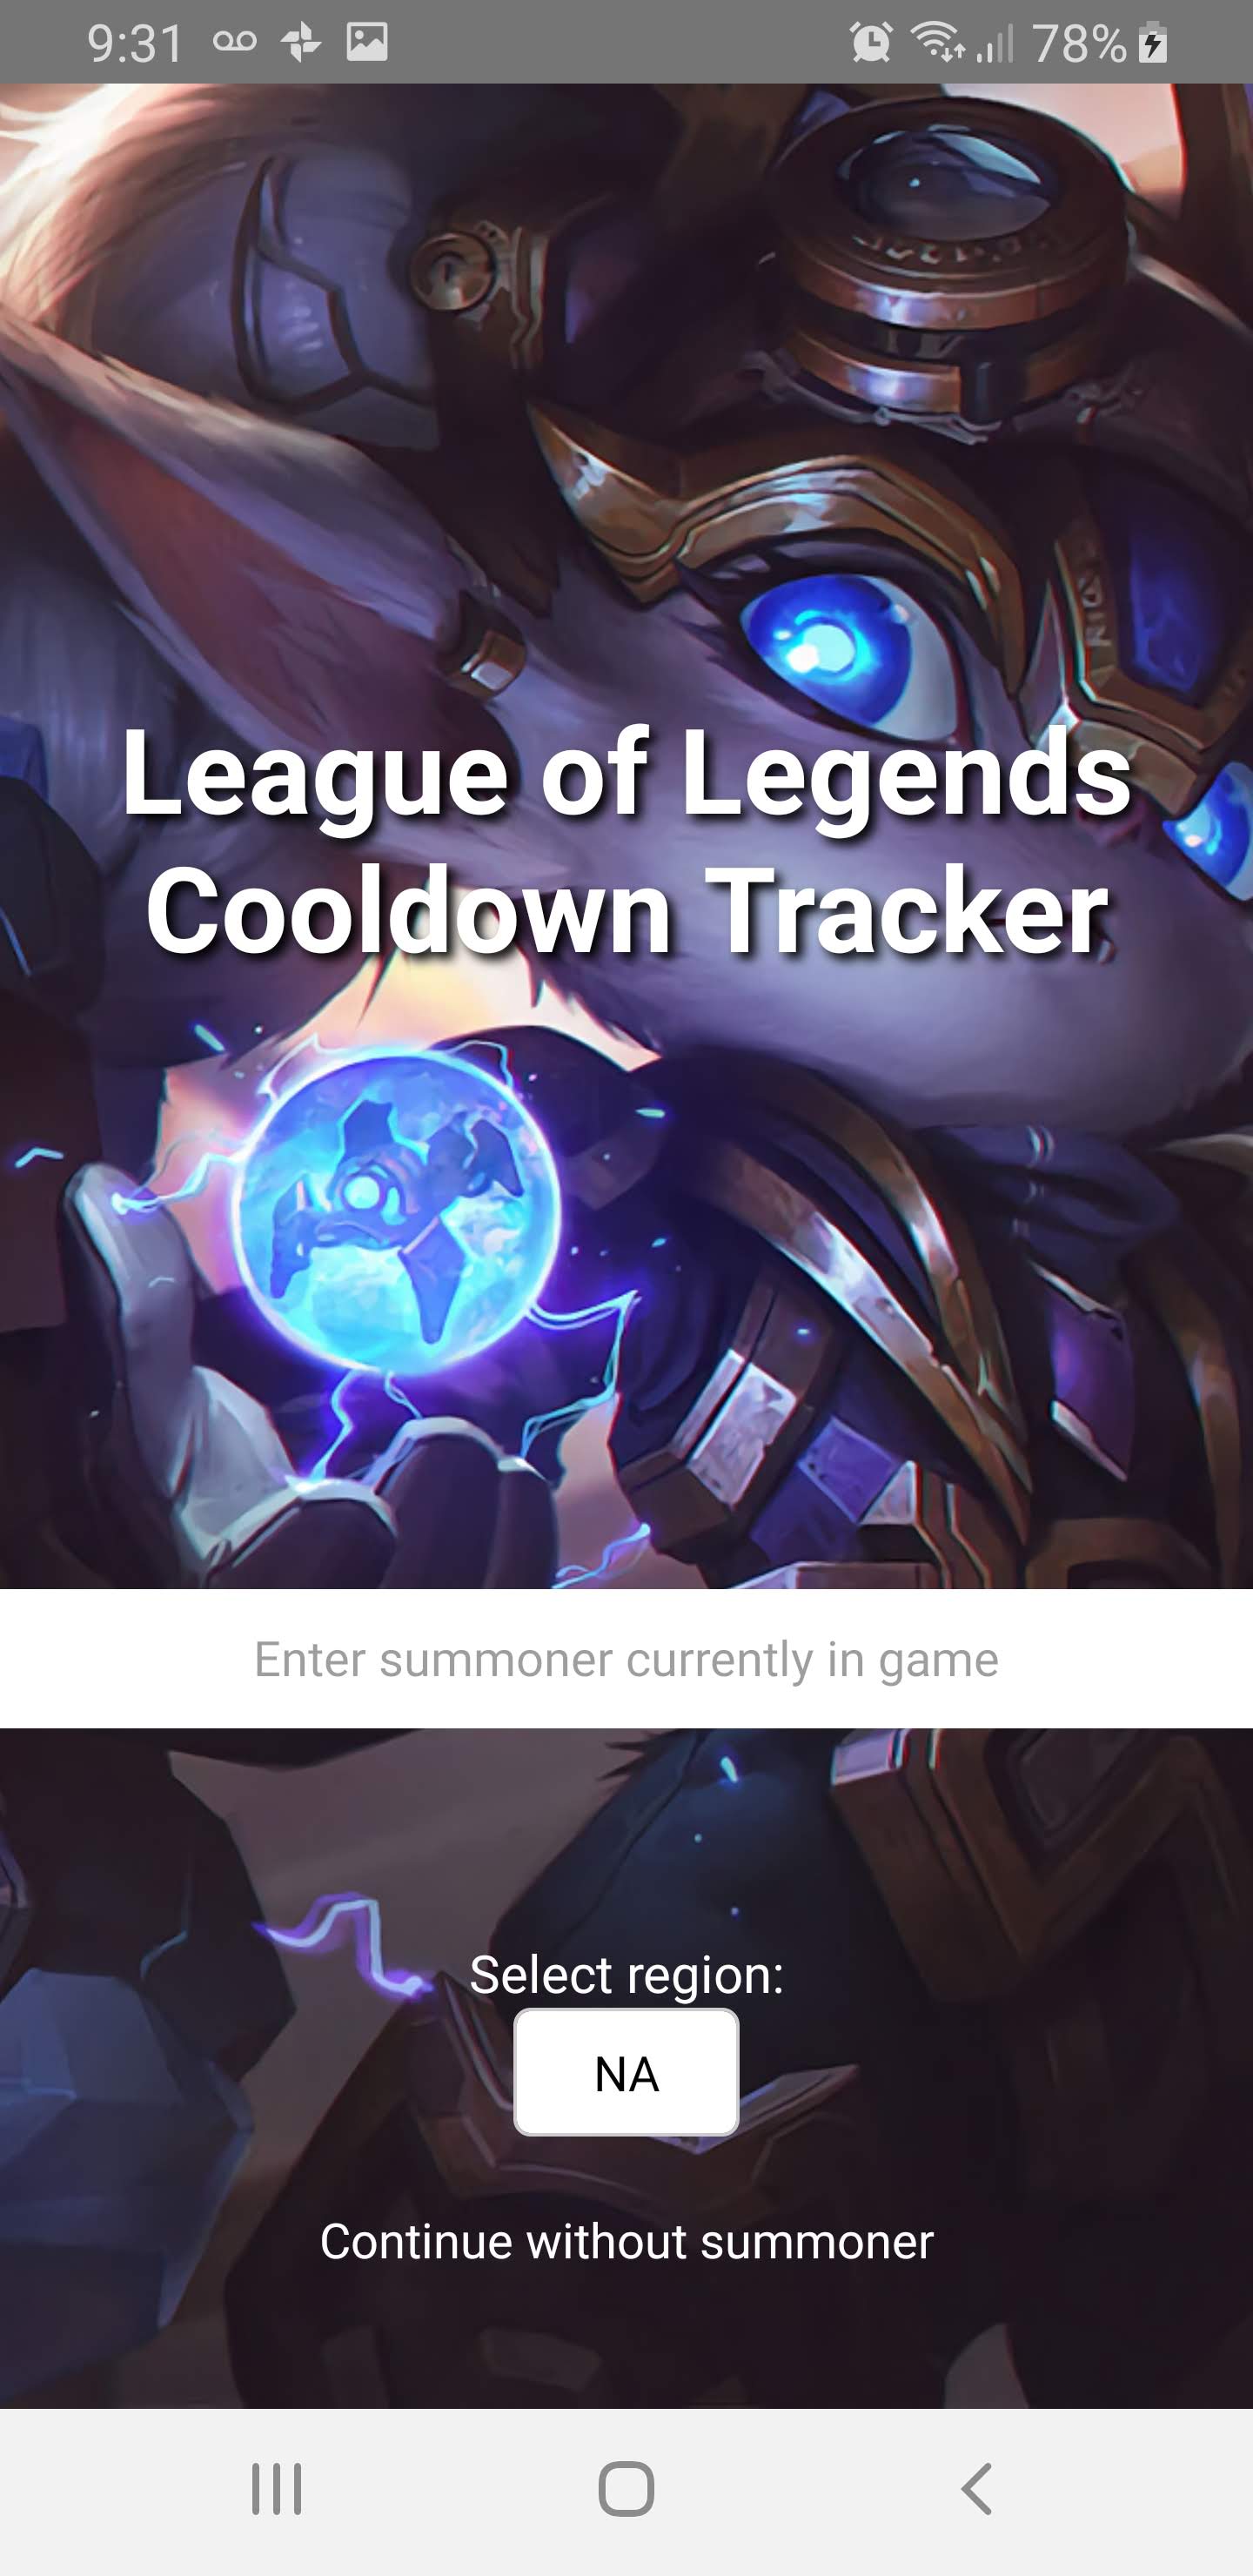 9:31 78%
League of Legends
Cooldown Tracker
Enter summoner currently in game
Select region:
NA
Continue without summoner